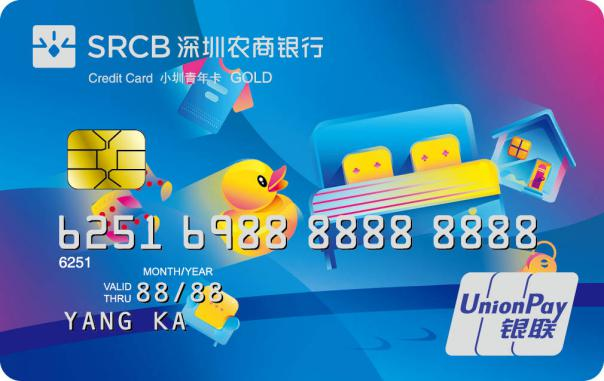 SRCB 深圳农商银行
Credit Card 小圳青年卡 GOLD
6251 6988 8888 8888
6251
MONTH/YEAR
VALID THRU 88/88
YANG KA
UnionPay
银联